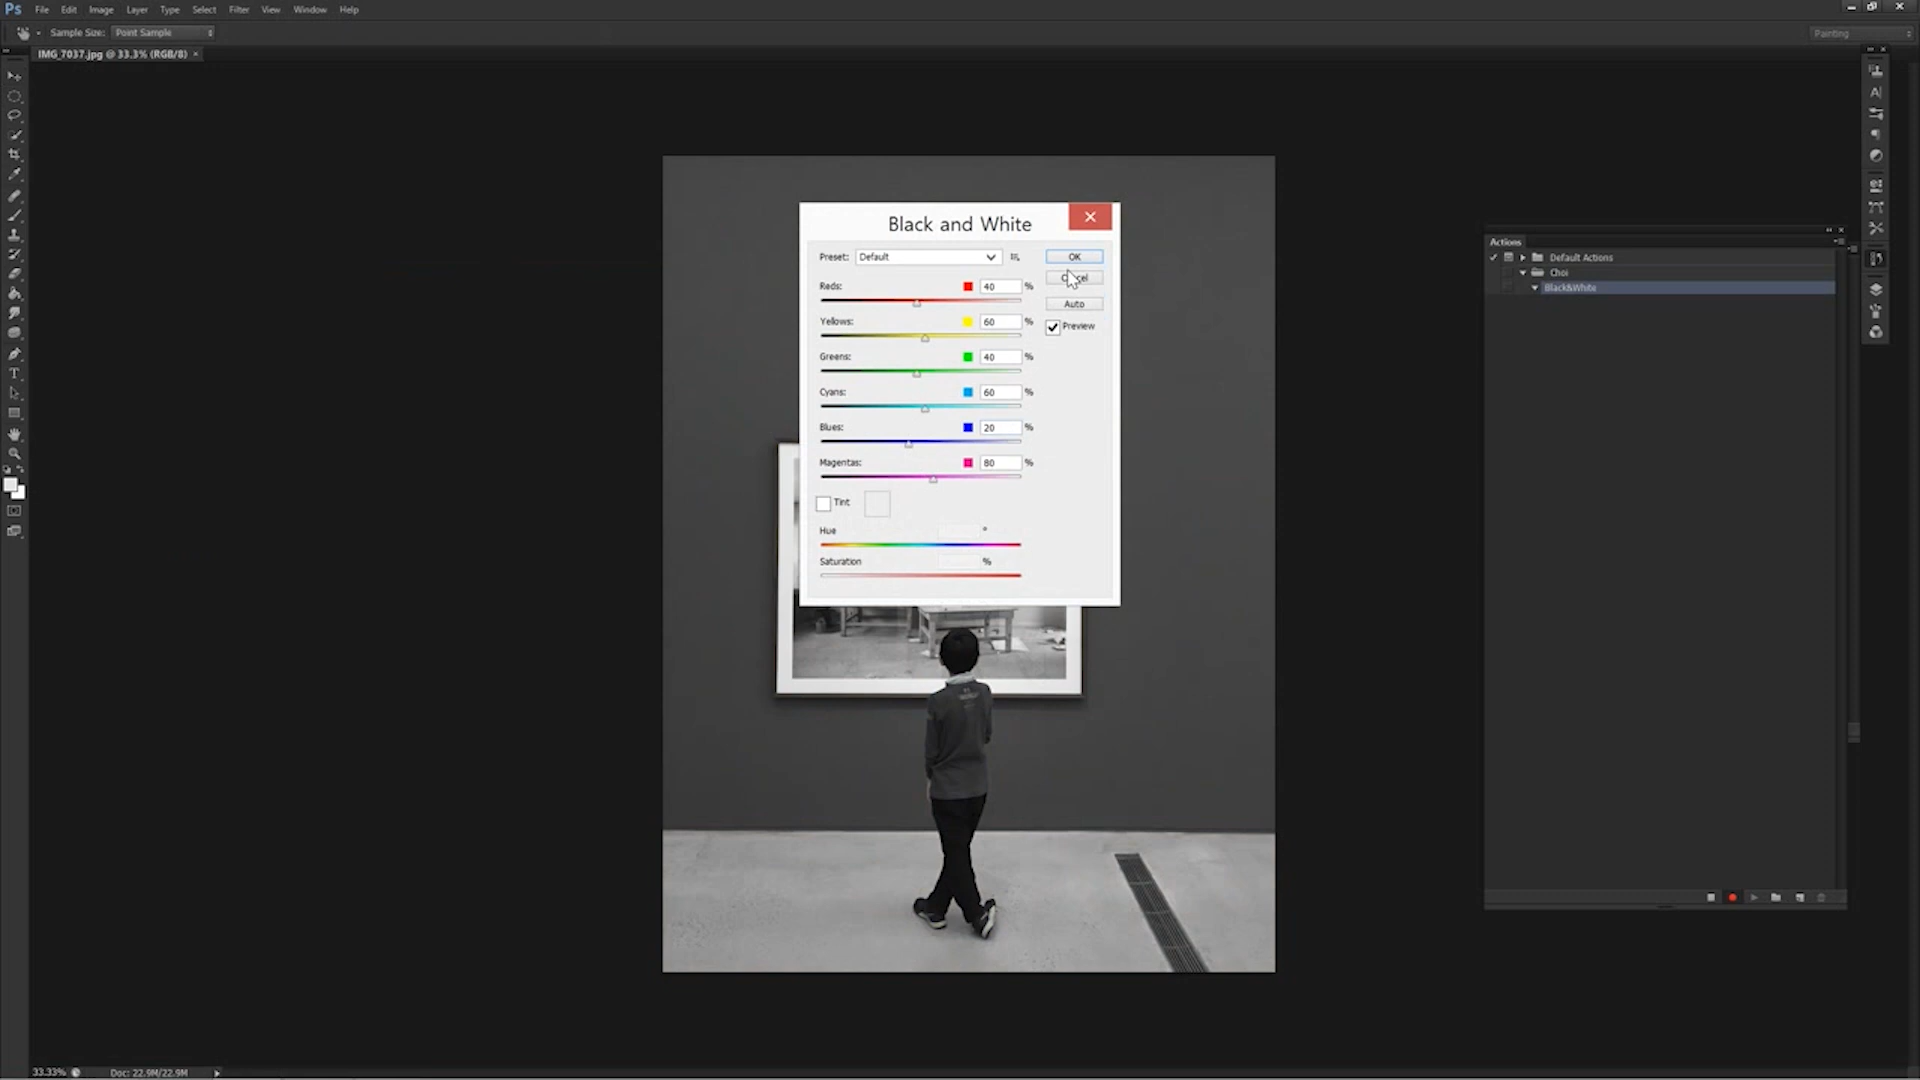 Ps File Edit Image Layer Type Select Filter View Window Help
Sample Size: Point Sample
Painting
IMG_7037.jpg @ 33.3% (RGB/8) ×
Black and White
Preset: Default
OK
Cancel
Auto
Preview
Reds: 40 %
Yellows: 60 %
Greens: 40 %
Cyans: 60 %
Blues: 20 %
Magentas: 80 %
Tint
Hue °
Saturation %
Actions
Default Actions
Choi
Black&White
33.33% Doc: 22.9M/22.9M